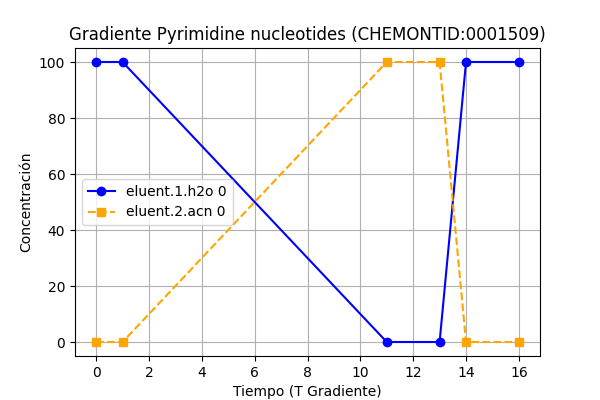 Gradiente Pyrimidine nucleotides (CHEMONTID:0001509)
100
80
60
40
20
0
Concentración
eluent.1.h2o 0
eluent.2.acn 0
0 2 4 6 8 10 12 14 16
Tiempo (T Gradiente)